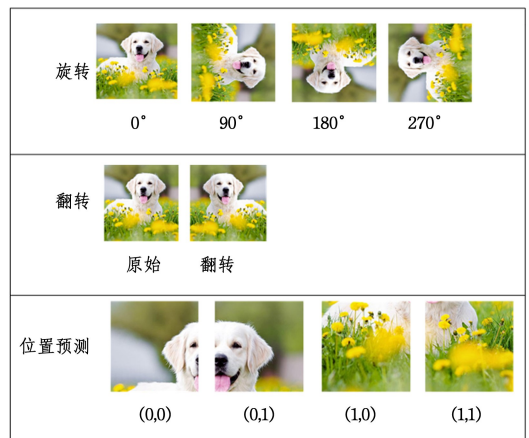 旋转
0° 90° 180° 270°
翻转
原始 翻转
位置预测
(0,0) (0,1) (1,0) (1,1)